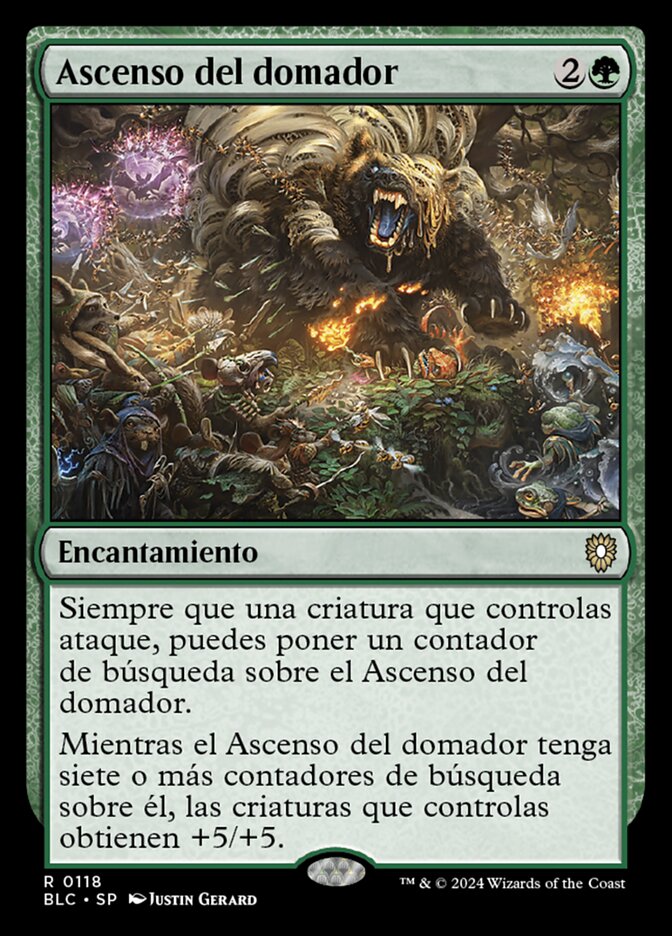 Ascenso del domador 2
Encantamiento
Siempre que una criatura que controlas
ataque, puedes poner un contador
de búsqueda sobre el Ascenso del
domador.
Mientras el Ascenso del domador tenga
siete o más contadores de búsqueda
sobre él, las criaturas que controlas
obtienen +5/+5.
R 0118
BLC • SP Justin Gerard
™ & © 2024 Wizards of the Coast